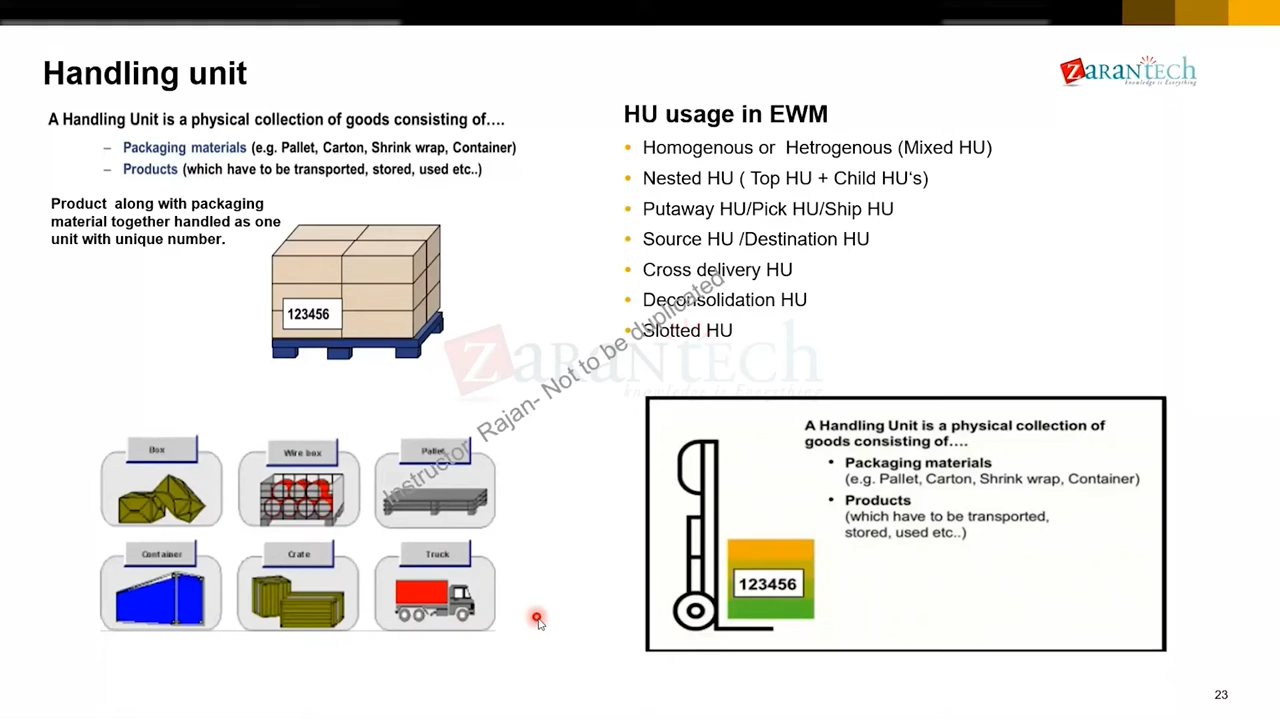 Handling unit
ZARANTECH
knowledge is Everything
A Handling Unit is a physical collection of goods consisting of....
– Packaging materials (e.g. Pallet, Carton, Shrink wrap, Container)
– Products (which have to be transported, stored, used etc..)
Product along with packaging
material together handled as one
unit with unique number.
123456
HU usage in EWM
• Homogenous or Hetrogenous (Mixed HU)
• Nested HU ( Top HU + Child HU's)
• Putaway HU/Pick HU/Ship HU
• Source HU /Destination HU
• Cross delivery HU
• Deconsolidation HU
• Slotted HU
ZARANTECH
knowledge is Everything
Instructor Rajan- Not to be duplicated
Box
Wire box
Pallet
Container
Crate
Truck
A Handling Unit is a physical collection of
goods consisting of....
• Packaging materials
(e.g. Pallet, Carton, Shrink wrap, Container)
• Products
(which have to be transported,
stored, used etc..)
123456
23